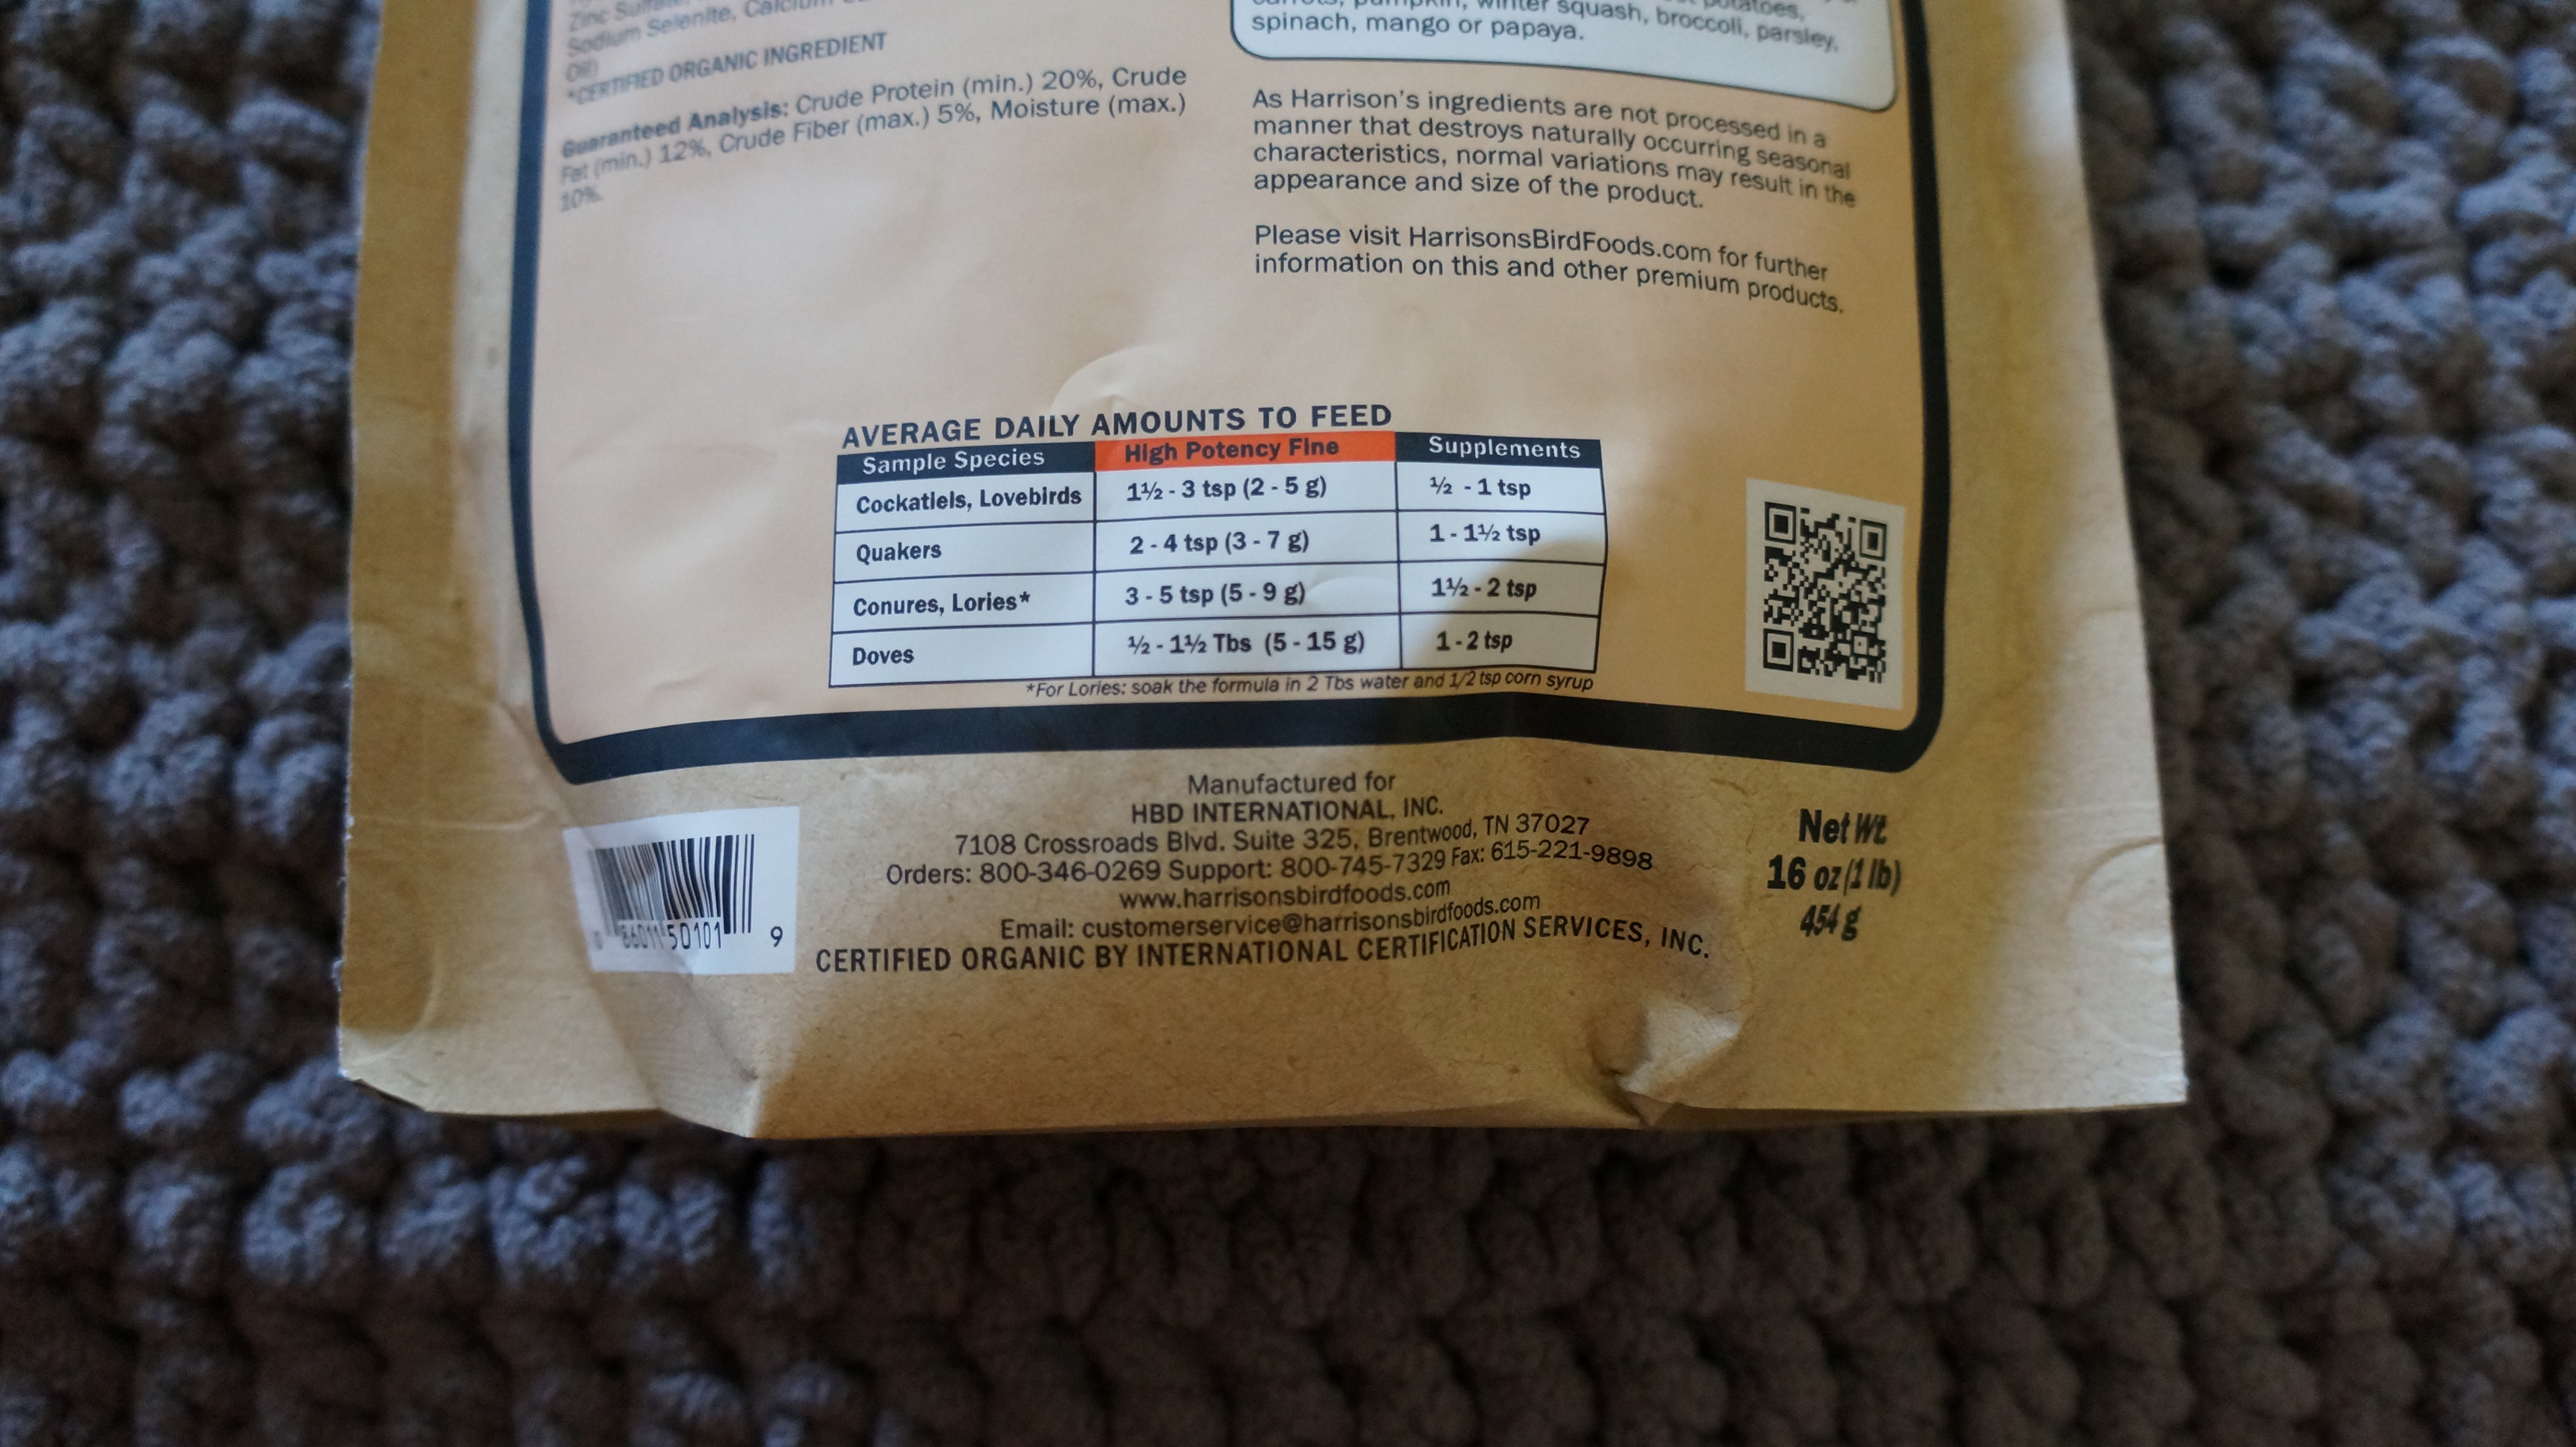 Zinc Sulfate,
Sodium Selenite, Calcium
Oil)
*CERTIFIED ORGANIC INGREDIENT
Guaranteed Analysis: Crude Protein (min.) 20%, Crude
Fat (min.) 12%, Crude Fiber (max.) 5%, Moisture (max.)
10%.
potatoes,
carrots, pumpkin, winter squash, broccoli, parsley,
spinach, mango or papaya.
As Harrison's ingredients are not processed in a
manner that destroys naturally occurring seasonal
characteristics, normal variations may result in the
appearance and size of the product.
Please visit HarrisonsBirdFoods.com for further
information on this and other premium products.
AVERAGE DAILY AMOUNTS TO FEED
Sample Species High Potency Fine Supplements
Cockatiels, Lovebirds 1½ - 3 tsp (2 - 5 g) ½ - 1 tsp
Quakers 2 - 4 tsp (3 - 7 g) 1 - 1½ tsp
Conures, Lories* 3 - 5 tsp (5 - 9 g) 1½ - 2 tsp
Doves ½ - 1½ Tbs (5 - 15 g) 1 - 2 tsp
*For Lories: soak the formula in 2 Tbs water and 1/2 tsp corn syrup
Manufactured for
HBD INTERNATIONAL, INC.
7108 Crossroads Blvd. Suite 325, Brentwood, TN 37027
Orders: 800-346-0269 Support: 800-745-7329 Fax: 615-221-9898
www.harrisonsbirdfoods.com
Email: customerservice@harrisonsbirdfoods.com
CERTIFIED ORGANIC BY INTERNATIONAL CERTIFICATION SERVICES, INC.
Net Wt.
16 oz (1 lb)
454 g
86011 50101 9